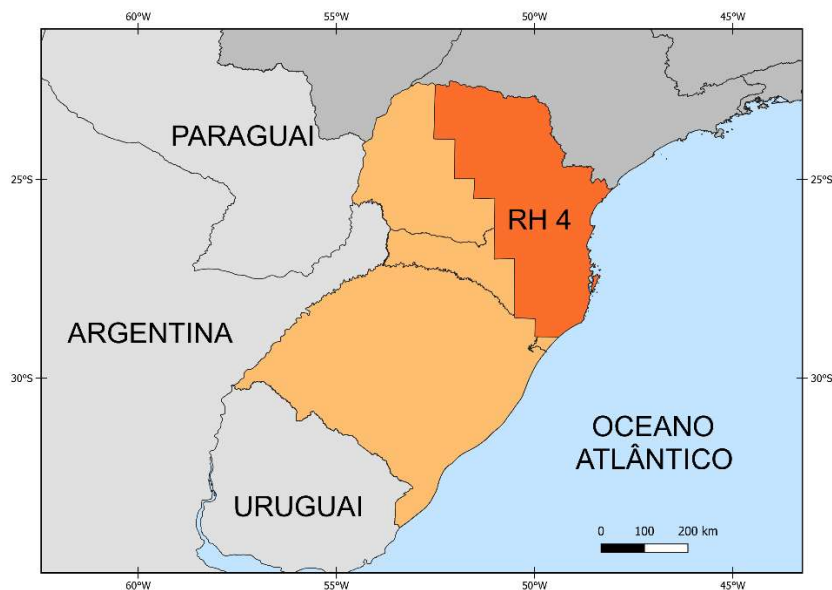 60°W 55°W 50°W 45°W
PARAGUAI
25°S 25°S
RH 4
ARGENTINA
30°S 30°S
OCEANO
ATLÂNTICO
URUGUAI
0 100 200 km
60°W 55°W 50°W 45°W